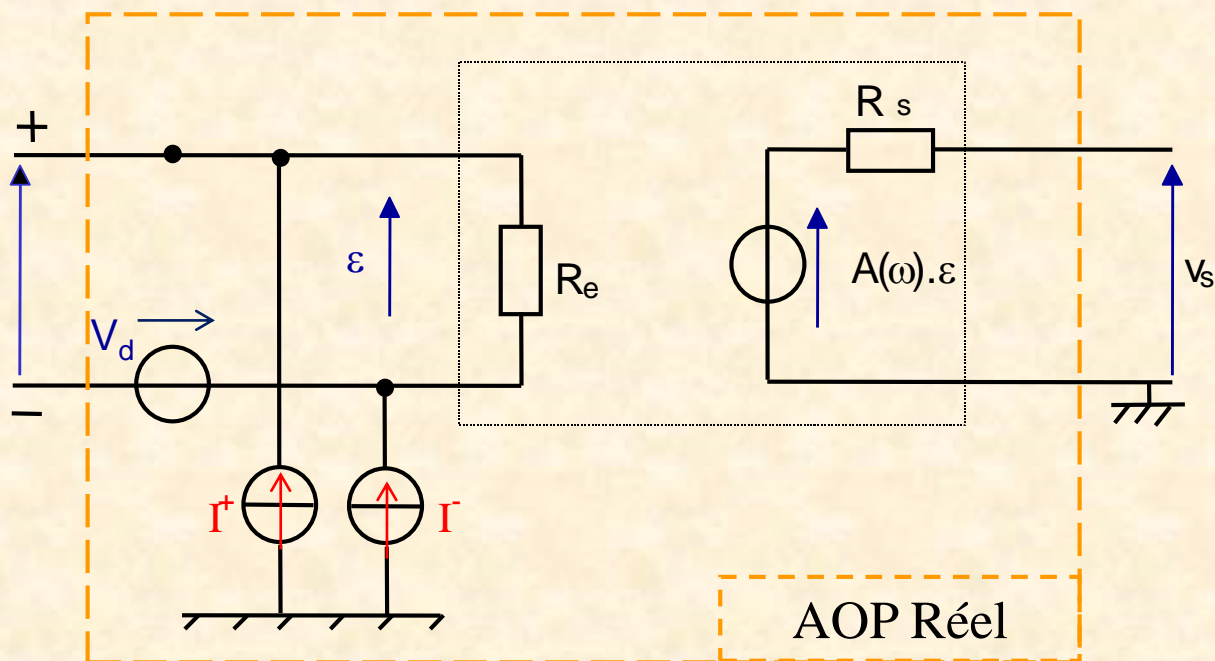 +
R s
ε
Re
A(ω).ε
vs
Vd
−
I+
I-
AOP Réel